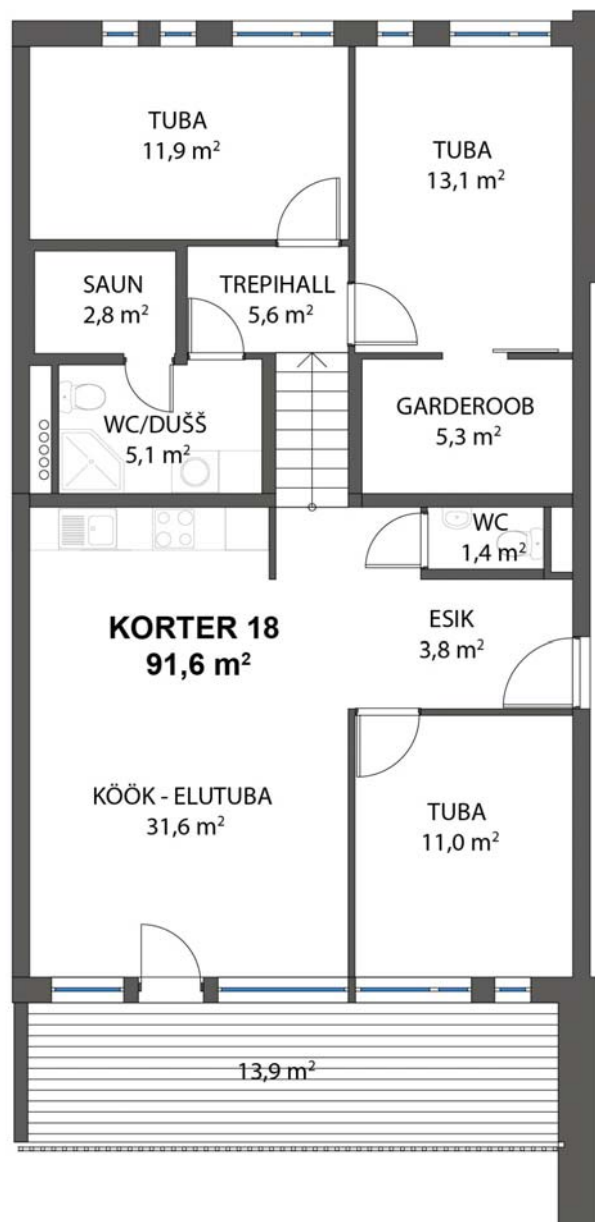 TUBA
11,9 m²
TUBA
13,1 m²
SAUN
2,8 m²
TREPIHALL
5,6 m²
WC/DUŠŠ
5,1 m²
GARDEROOB
5,3 m²
WC
1,4 m²
KORTER 18
91,6 m²
ESIK
3,8 m²
KÖÖK - ELUTUBA
31,6 m²
TUBA
11,0 m²
13,9 m²